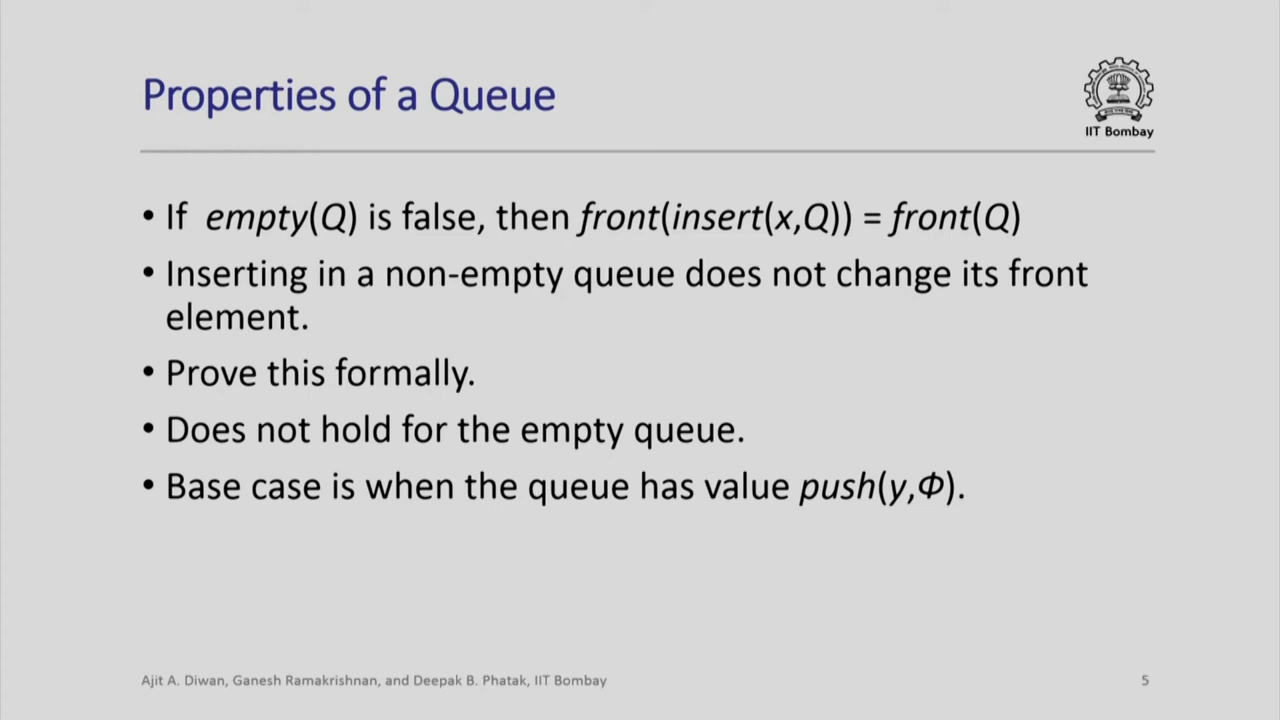 Properties of a Queue
IIT Bombay
• If empty(Q) is false, then front(insert(x,Q)) = front(Q)
• Inserting in a non-empty queue does not change its front
element.
• Prove this formally.
• Does not hold for the empty queue.
• Base case is when the queue has value push(y,Φ).
Ajit A. Diwan, Ganesh Ramakrishnan, and Deepak B. Phatak, IIT Bombay
5